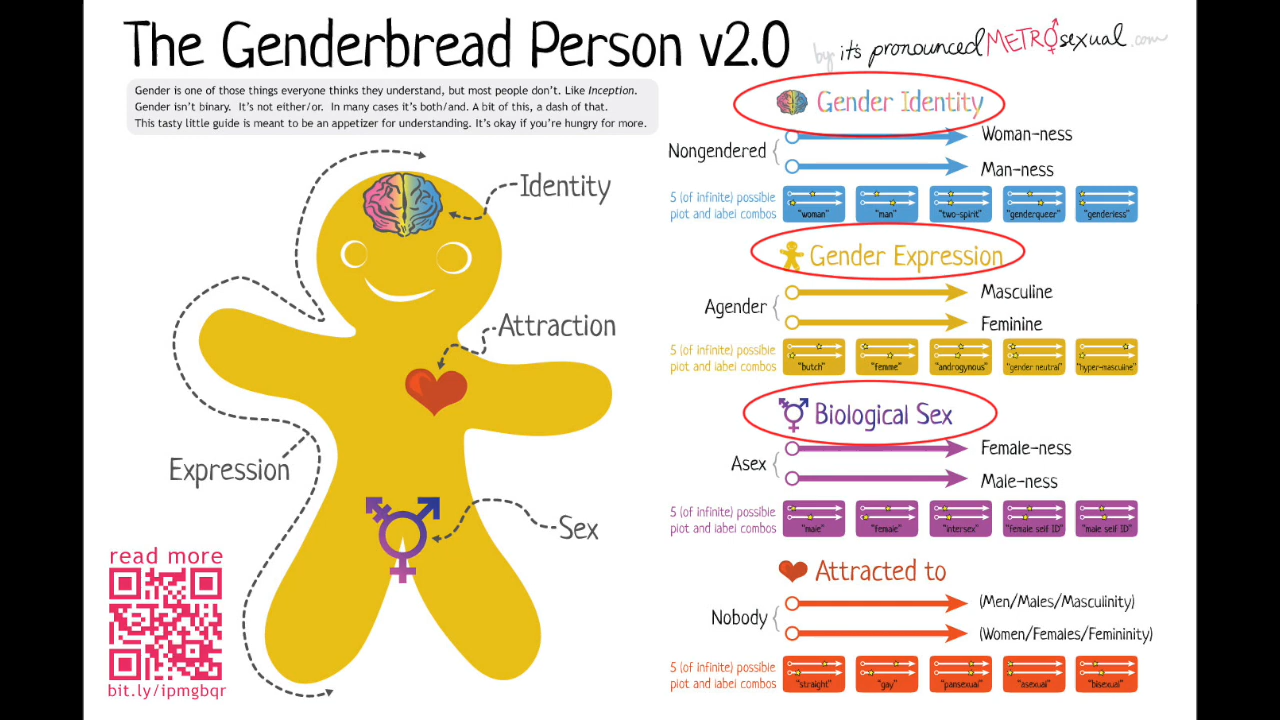 The Genderbread Person v2.0
by it's pronounced METROsexual.com
Gender is one of those things everyone thinks they understand, but most people don't. Like Inception.
Gender isn't binary. It's not either/or. In many cases it's both/and. A bit of this, a dash of that.
This tasty little guide is meant to be an appetizer for understanding. It's okay if you're hungry for more.
Identity
Attraction
Expression
Sex
read more
bit.ly/ipmgbqr
Gender Identity
Nongendered
Woman-ness
Man-ness
5 (of infinite) possible
plot and label combos
"woman"
"man"
"two-spirit"
"genderqueer"
"genderless"
Gender Expression
Agender
Masculine
Feminine
5 (of infinite) possible
plot and label combos
"butch"
"femme"
"androgynous"
"gender neutral"
"hyper-masculine"
Biological Sex
Asex
Female-ness
Male-ness
5 (of infinite) possible
plot and label combos
"male"
"female"
"intersex"
"female self ID"
"male self ID"
Attracted to
Nobody
(Men/Males/Masculinity)
(Women/Females/Femininity)
5 (of infinite) possible
plot and label combos
"straight"
"gay"
"pansexual"
"asexual"
"bisexual"